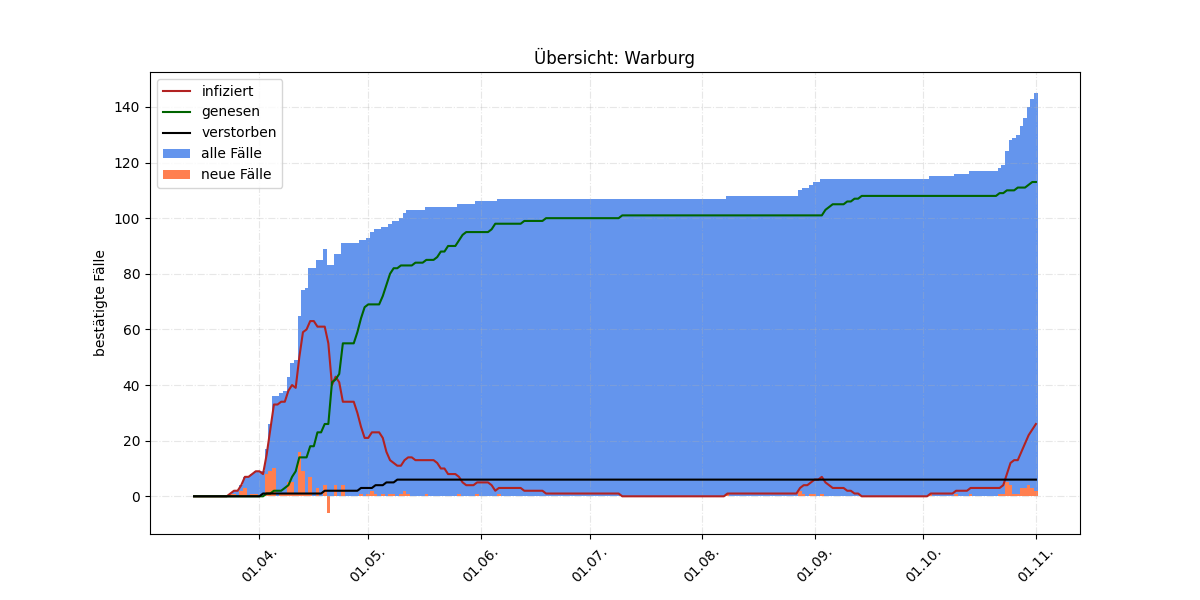 Übersicht: Warburg
infiziert
genesen
verstorben
alle Fälle
neue Fälle
bestätigte Fälle
140
120
100
80
60
40
20
0
01.04.
01.05.
01.06.
01.07.
01.08.
01.09.
01.10.
01.11.